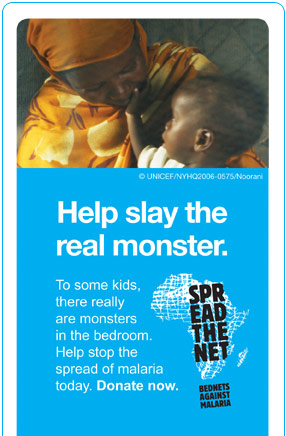 © UNICEF/NYHQ2006-0575/Noorani
Help slay the
real monster.
To some kids,
there really
are monsters
in the bedroom.
Help stop the
spread of malaria
today. Donate now.
SPR
EAD
THE
NET
BEDNETS
AGAINST
MALARIA